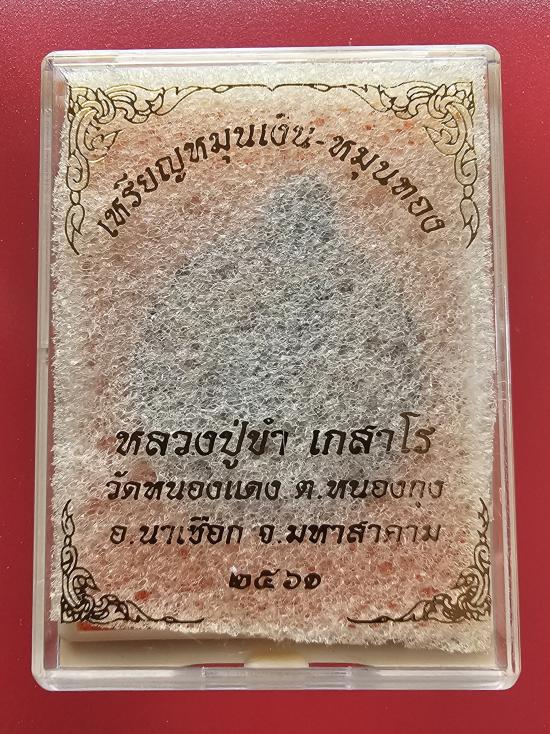 เหรียญหมุนเงิน-หมุนทอง
หลวงปู่ขำ เกสาโร
วัดหนองแดง ต.หนองกุง
อ.นาเชือก จ.มหาสาคาม
๒๕๖๑